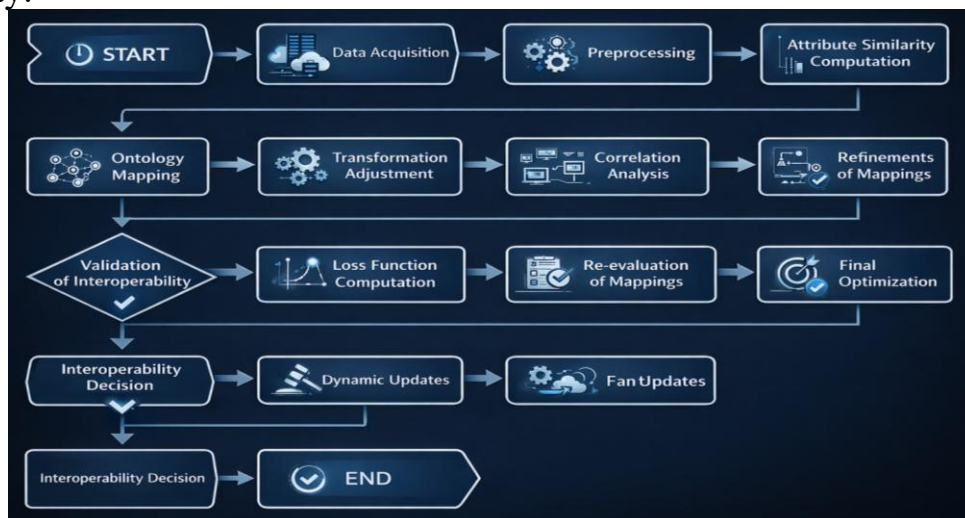 START
Data Acquisition
Preprocessing
Attribute Similarity
Computation
Ontology
Mapping
Transformation
Adjustment
Correlation
Analysis
Refinements
of Mappings
Validation
of Interoperability
Loss Function
Computation
Re-evaluation
of Mappings
Final
Optimization
Interoperability
Decision
Dynamic Updates
Fan Updates
Interoperability Decision
END